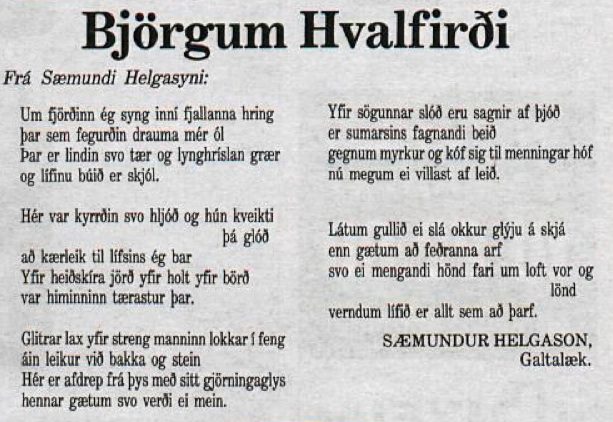 Björgum Hvalfirði
Frá Sæmundi Helgasyni:
Um fjörðinn ég syng inní fjallanna hring
þar sem fegurðin drauma mér ól
Þar er lindin svo tær og lynghríslan grær
og lífinu búið er skjól.
Hér var kyrrðin svo hljóð og hún kveikti
þá glóð
að kærleik til lífsins ég bar
Yfir heiðskíra jörð yfir holt yfir börð
var himinninn tærastur þar.
Glitrar lax yfir streng manninn lokkar í feng
áin leikur við bakka og stein
Hér er afdrep frá þys með sitt gjörningaglys
hennar gætum svo verði ei mein.
Yfir sögunnar slóð eru sagnir af þjóð
er sumarsins fagnandi beið
gegnum myrkur og kóf sig til menningar hóf
nú megum ei villast af leið.
Látum gullið ei slá okkur glýju á skjá
enn gætum að feðranna arf
svo ei mengandi hönd fari um loft vor og
lönd
verndum lífið er allt sem að þarf.
SÆMUNDUR HELGASON,
Galtalæk.